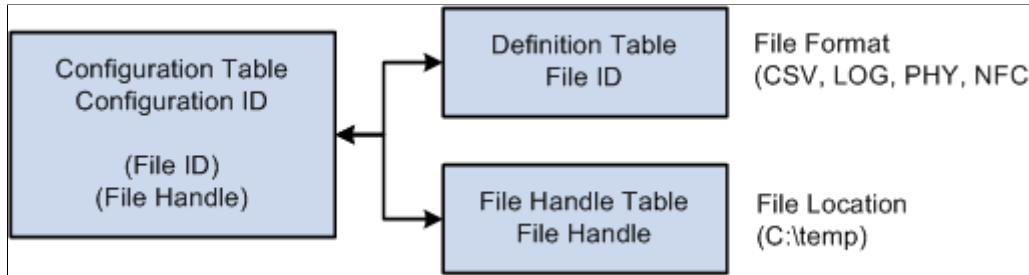 Configuration Table
Configuration ID
(File ID)
(File Handle)
Definition Table
File ID
File Format
(CSV, LOG, PHY, NFC
File Handle Table
File Handle
File Location
(C:\temp)